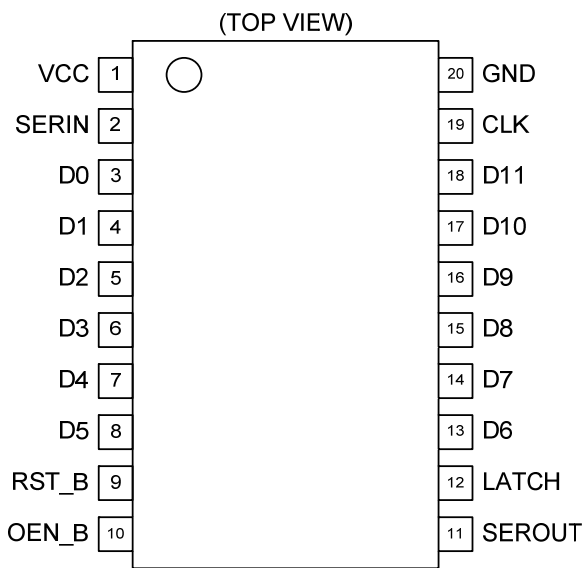 (TOP VIEW)
VCC 1 20 GND
SERIN 2 19 CLK
D0 3 18 D11
D1 4 17 D10
D2 5 16 D9
D3 6 15 D8
D4 7 14 D7
D5 8 13 D6
RST_B 9 12 LATCH
OEN_B 10 11 SEROUT